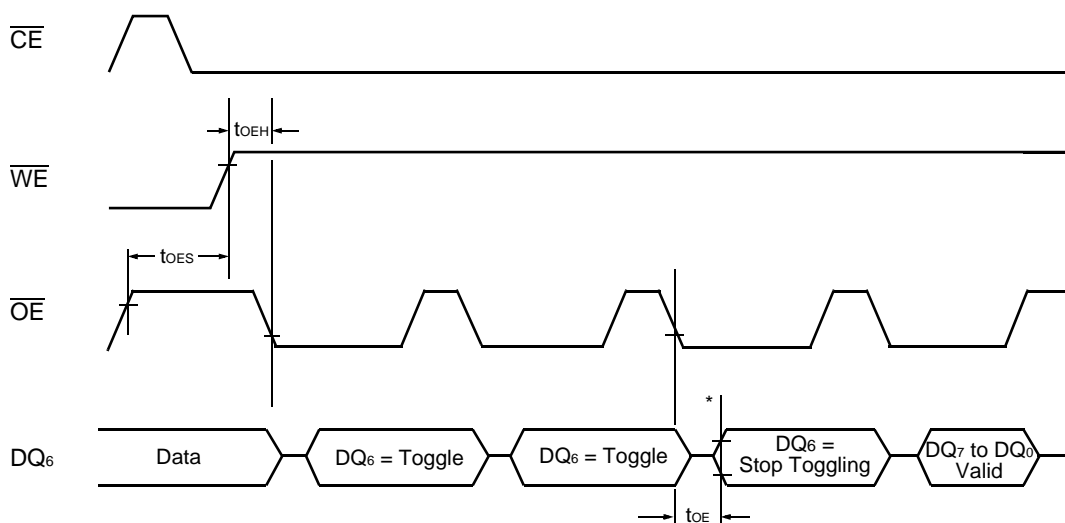 CE
tOEH
WE
tOES
OE
*
DQ6
Data
DQ6 = Toggle
DQ6 = Toggle
DQ6 =
Stop Toggling
DQ7 to DQ0
Valid
tOE